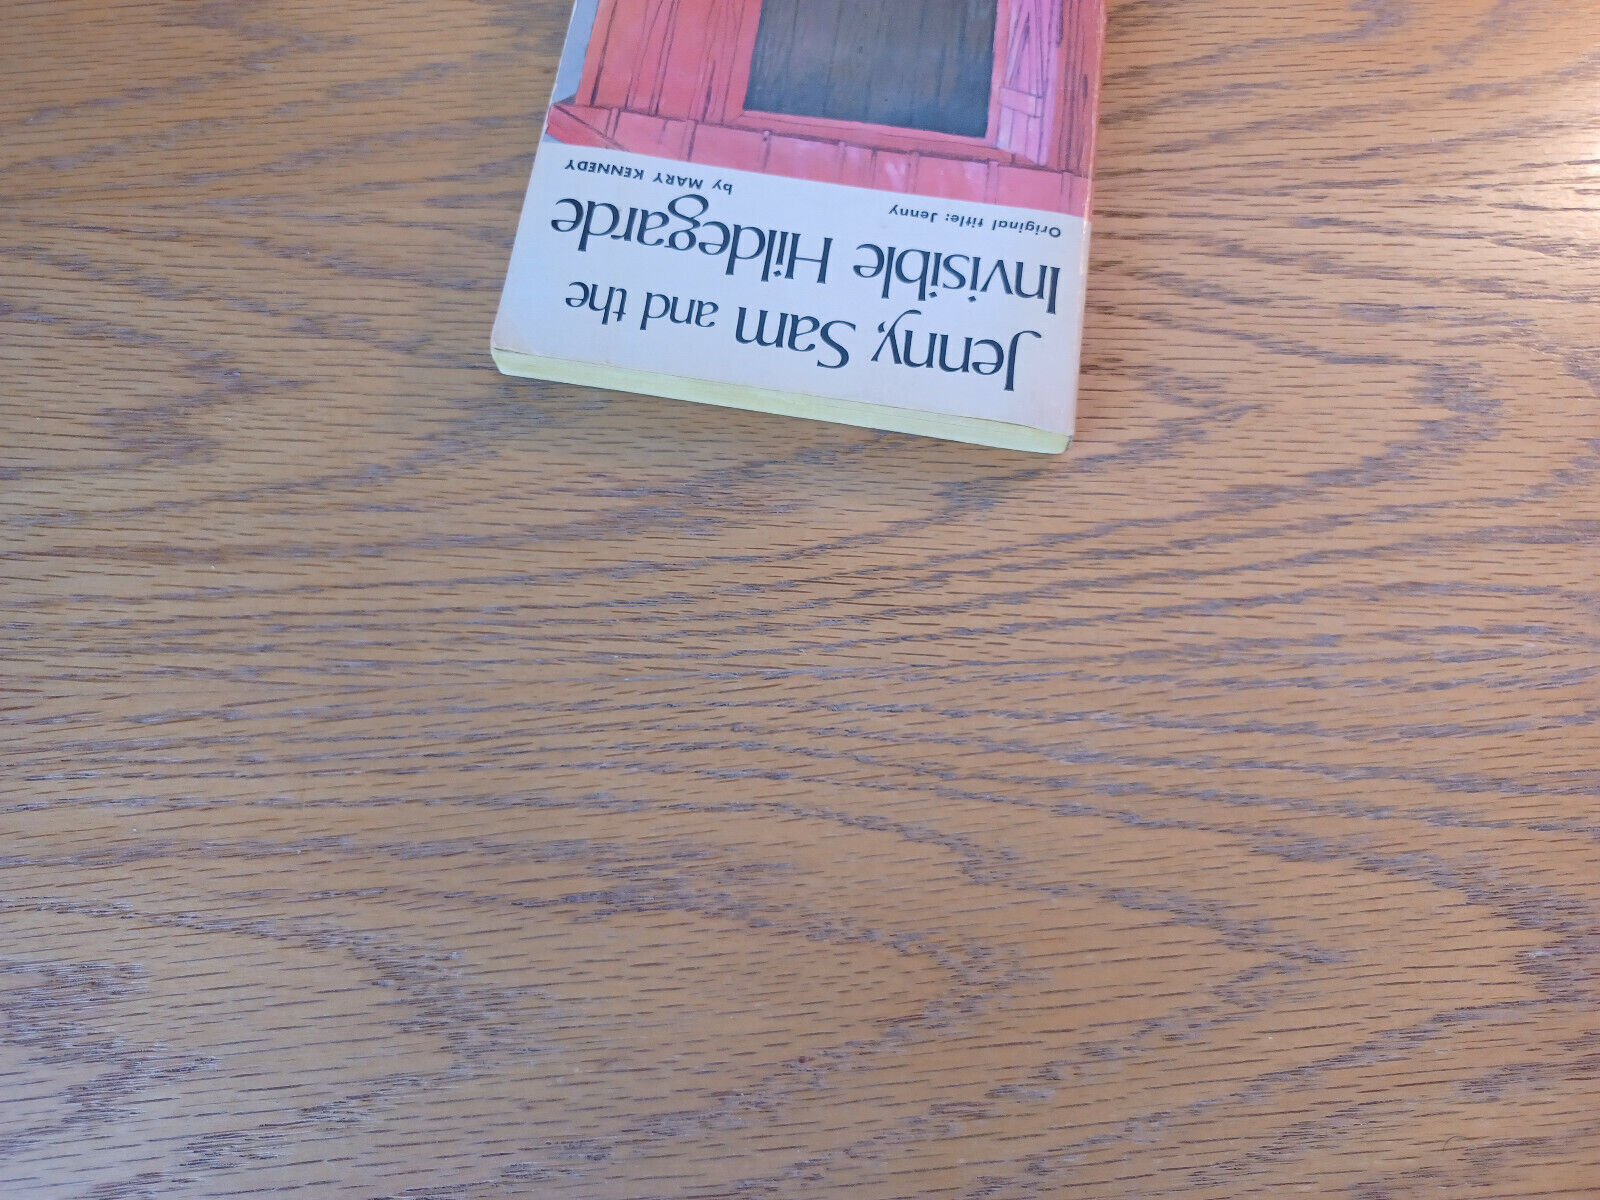 Jenny, Sam and the
Invisible Hildegarde
Original title: Jenny
by MARY KENNEDY